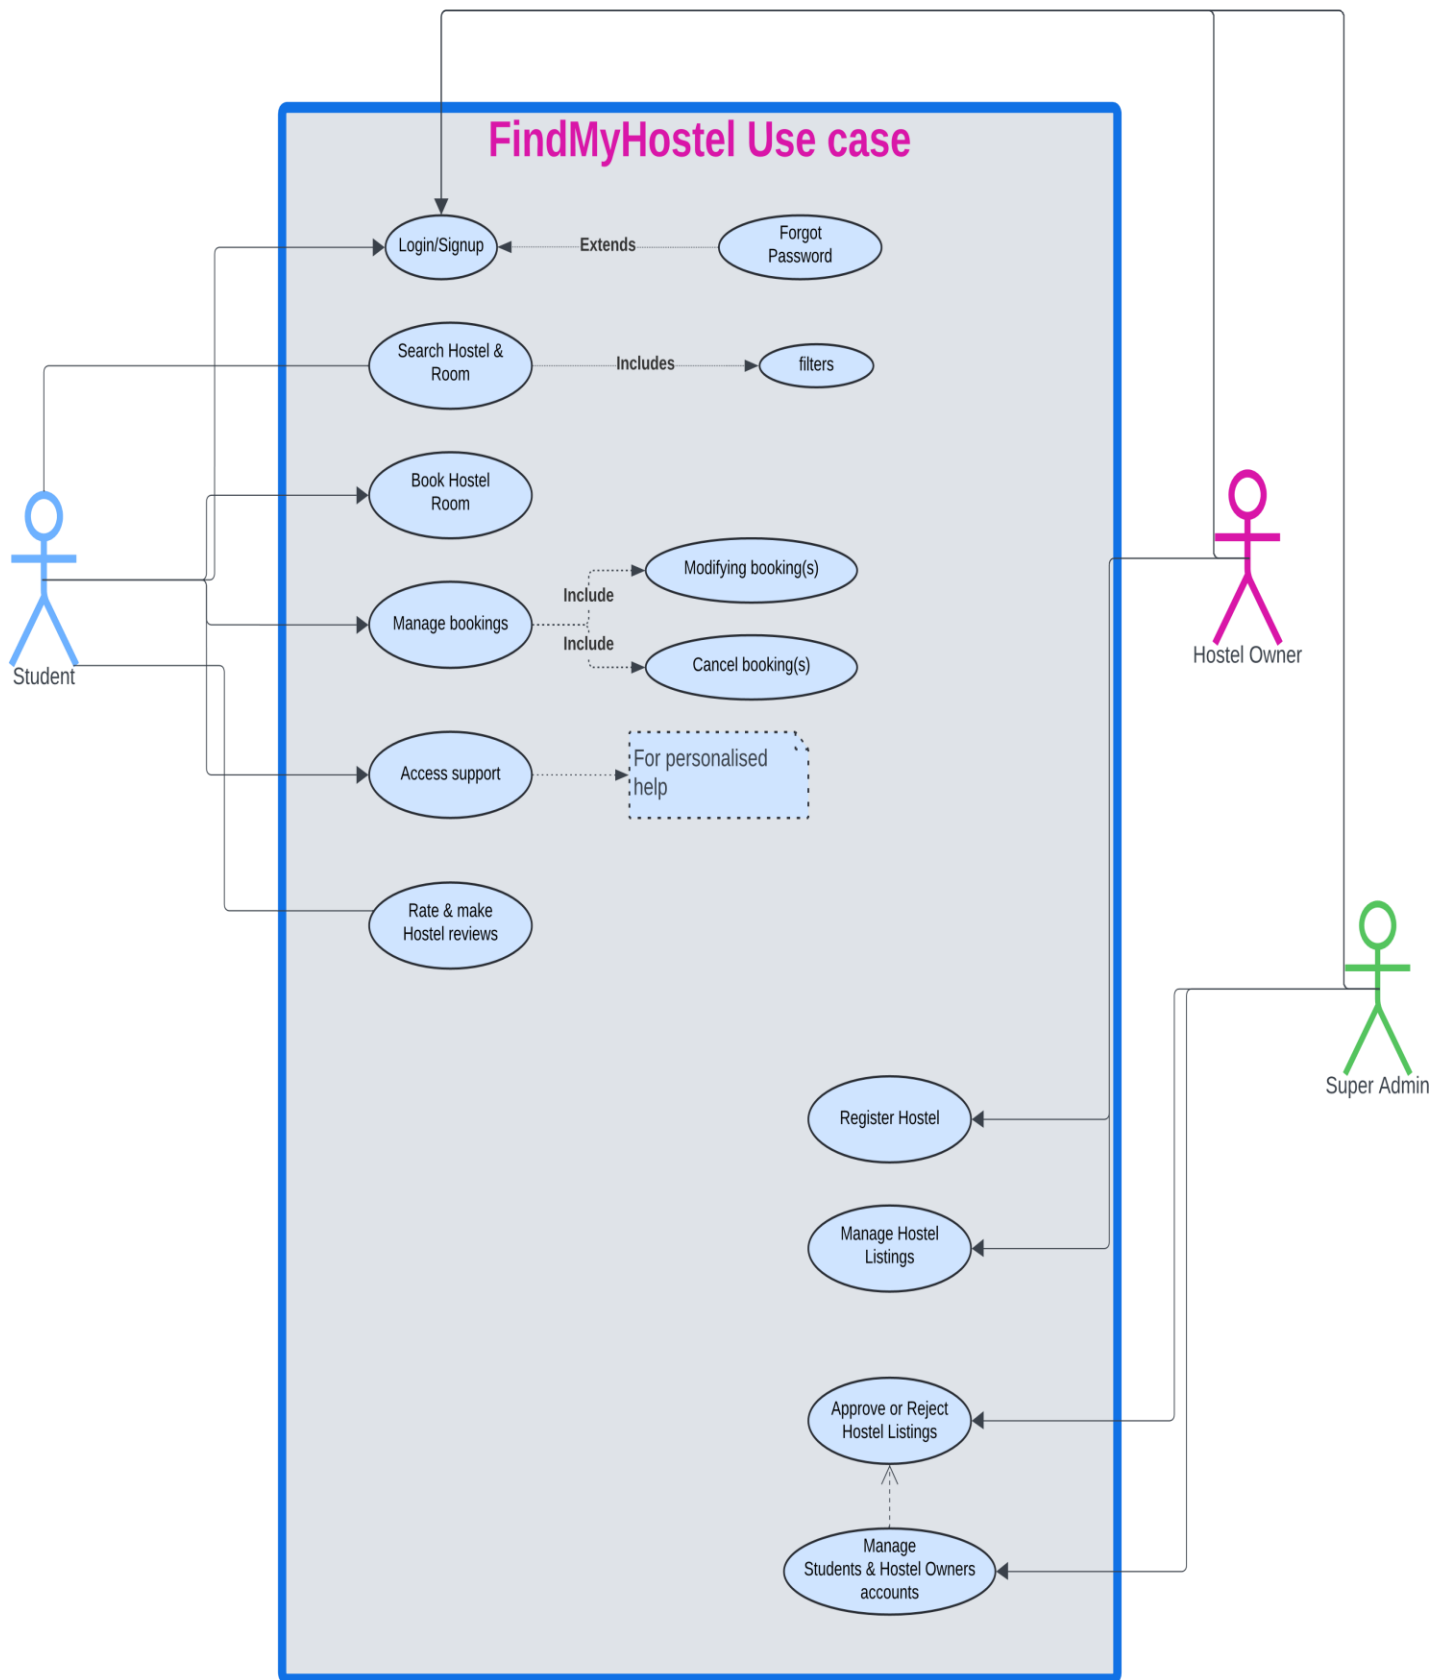 FindMyHostel Use case
Login/Signup
Extends
Forgot
Password
Search Hostel &
Room
Includes
filters
Book Hostel
Room
Manage bookings
Include
Include
Modifying booking(s)
Cancel booking(s)
Student
Hostel Owner
Access support
For personalised
help
Rate & make
Hostel reviews
Super Admin
Register Hostel
Manage Hostel
Listings
Approve or Reject
Hostel Listings
Manage
Students & Hostel Owners
accounts